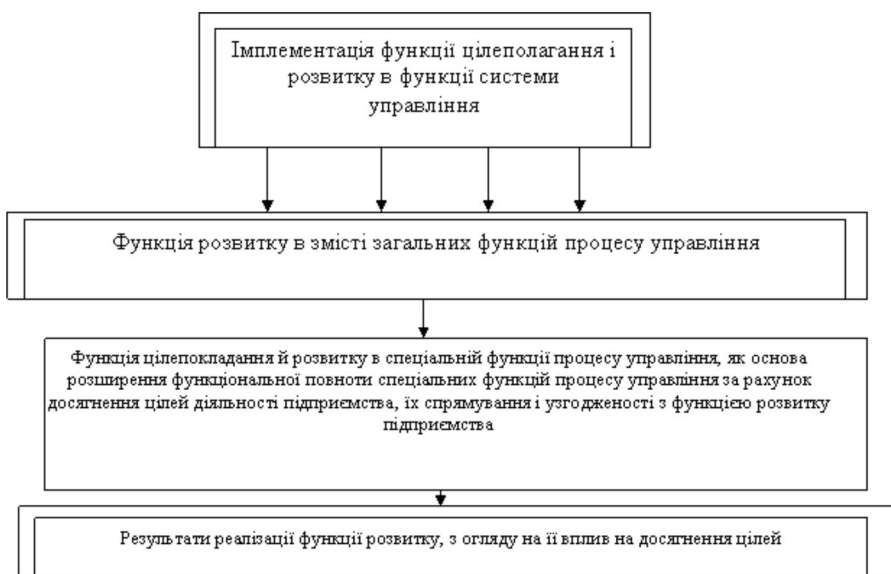 Імплементація функції цілеполагання і
розвитку в функції системи
управління
Функція розвитку в змісті загальних функцій процесу управління
Функція цілепокладання й розвитку в спеціальній функції процесу управління, як основа
розширення функціональної повноти спеціальних функцій процесу управління за рахунок
досягнення цілей діяльності підприємства, їх спрямування і узгодженості з функцією розвитку
підприємства
Результати реалізації функції розвитку, з огляду на її вплив на досягнення цілей